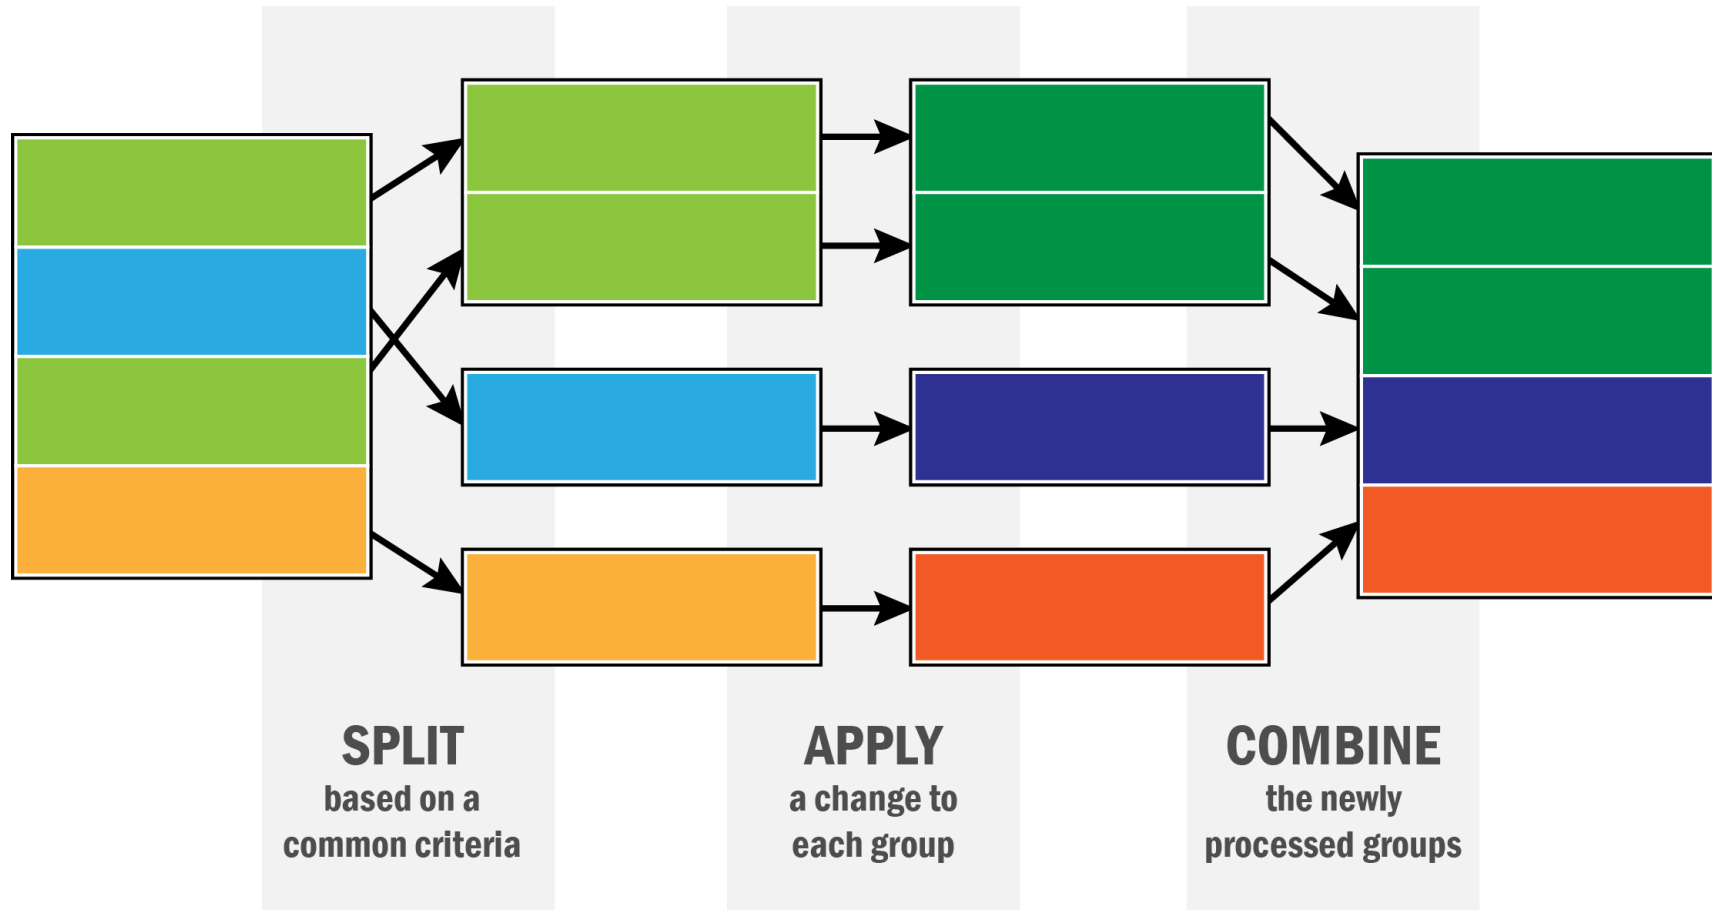 SPLIT
based on a
common criteria
APPLY
a change to
each group
COMBINE
the newly
processed groups